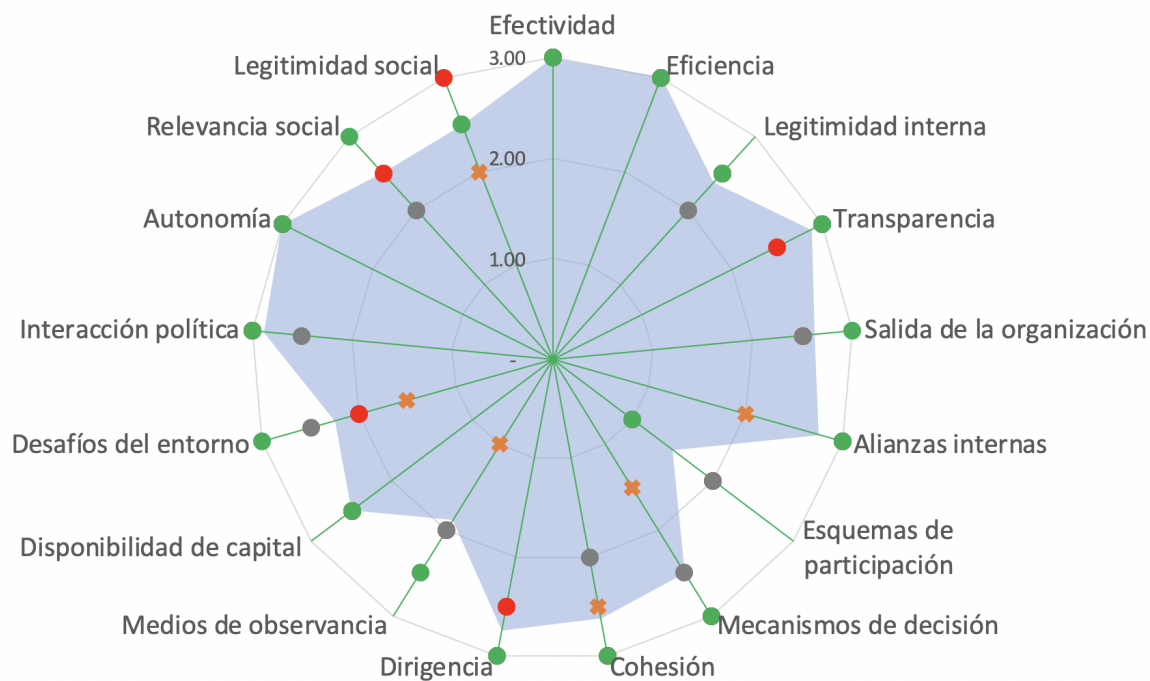 Efectividad
3.00
Legitimidad social
Eficiencia
Relevancia social
Legitimidad interna
2.00
Autonomía
Transparencia
1.00
Interacción política
Salida de la organización
-
Desafíos del entorno
Alianzas internas
Disponibilidad de capital
Esquemas de
participación
Medios de observancia
Mecanismos de decisión
Dirigencia
Cohesión